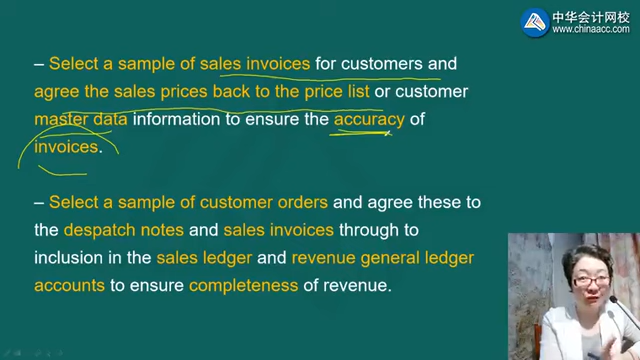 中华会计网校
www.chinaacc.com
– Select a sample of sales invoices for customers and
agree the sales prices back to the price list or customer
master data information to ensure the accuracy of
invoices.
– Select a sample of customer orders and agree these to
the despatch notes and sales invoices through to
inclusion in the sales ledger and revenue general ledger
accounts to ensure completeness of revenue.